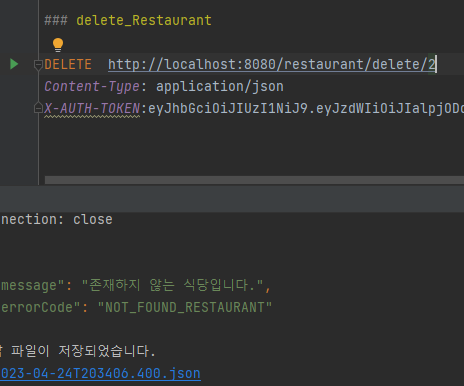 ### delete_Restaurant
DELETE http://localhost:8080/restaurant/delete/2
Content-Type: application/json
X-AUTH-TOKEN:eyJhbGciOiJIUzI1NiJ9.eyJzdWIiOiJIalpjODc
nnection: close
message": "존재하지 않는 식당입니다.",
errorCode": "NOT_FOUND_RESTAURANT"
파일이 저장되었습니다.
023-04-24T203406.400.json